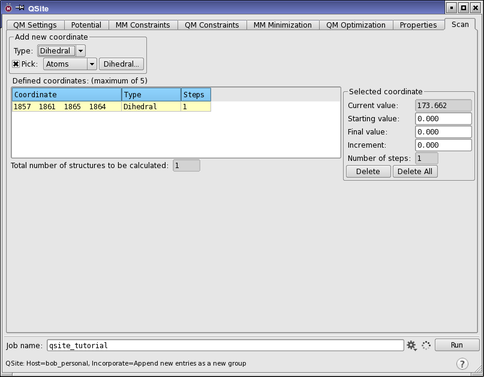 QSite
QM Settings Potential MM Constraints QM Constraints MM Minimization QM Optimization Properties Scan
Add new coordinate
Type: Dihedral
Pick: Atoms Dihedral...
Defined coordinates: (maximum of 5)
Coordinate Type Steps
1857 1861 1865 1864 Dihedral 1
Total number of structures to be calculated: 1
Selected coordinate
Current value: 173.662
Starting value: 0.000
Final value: 0.000
Increment: 0.000
Number of steps: 1
Delete Delete All
Job name: qsite_tutorial Run
QSite: Host=bob_personal, Incorporate=Append new entries as a new group ?